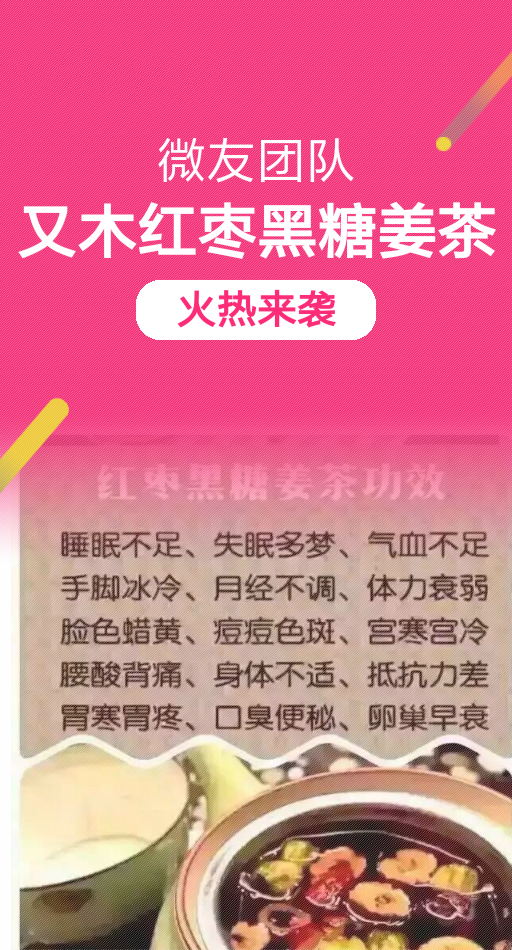 微友团队
又木红枣黑糖姜茶
火热来袭
红枣黑糖姜茶功效
睡眠不足、失眠多梦、气血不足
手脚冰冷、月经不调、体力衰弱
脸色蜡黄、痘痘色斑、宫寒宫冷
腰酸背痛、身体不适、抵抗力差
胃寒胃疼、口臭便秘、卵巢早衰